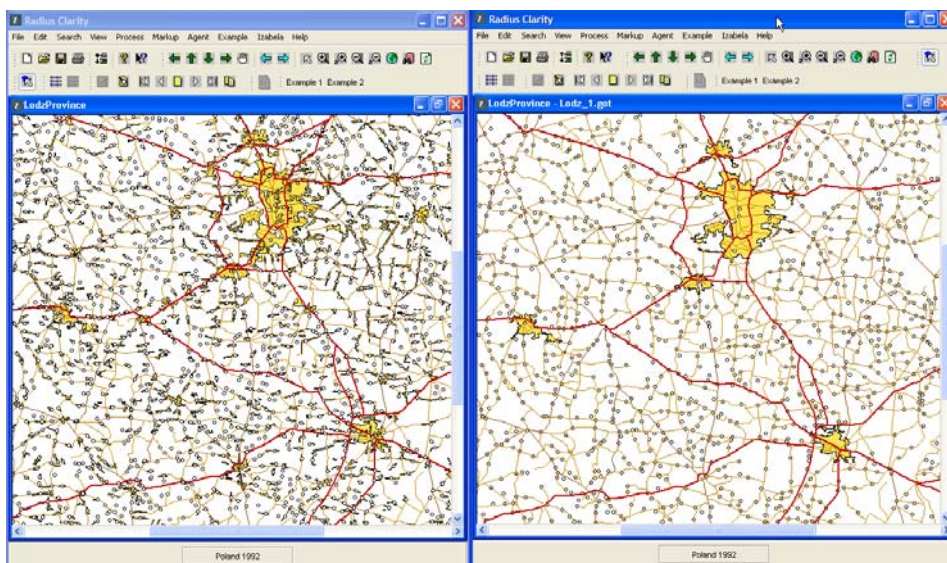 Radius Clarity
File Edit Search View Process Markup Agent Example Izabela Help
Example 1 Example 2
LodzProvince
Poland 1992
Radius Clarity
File Edit Search View Process Markup Agent Example Izabela Help
Example 1 Example 2
LodzProvince - Lodz_1.got
Poland 1992